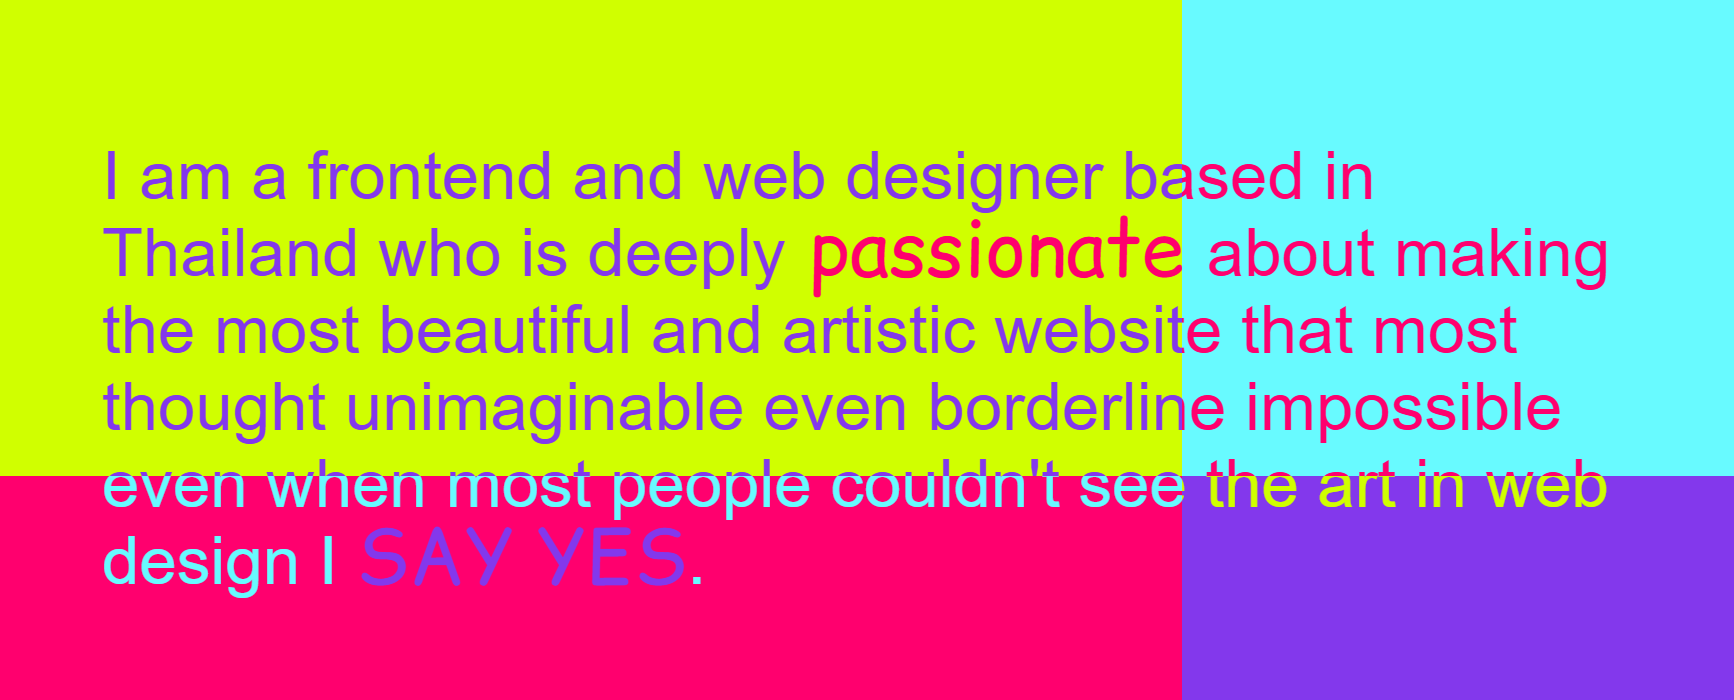 I am a frontend and web designer based in
Thailand who is deeply passionate about making
the most beautiful and artistic website that most
thought unimaginable even borderline impossible
even when most people couldn't see the art in web
design I SAY YES.